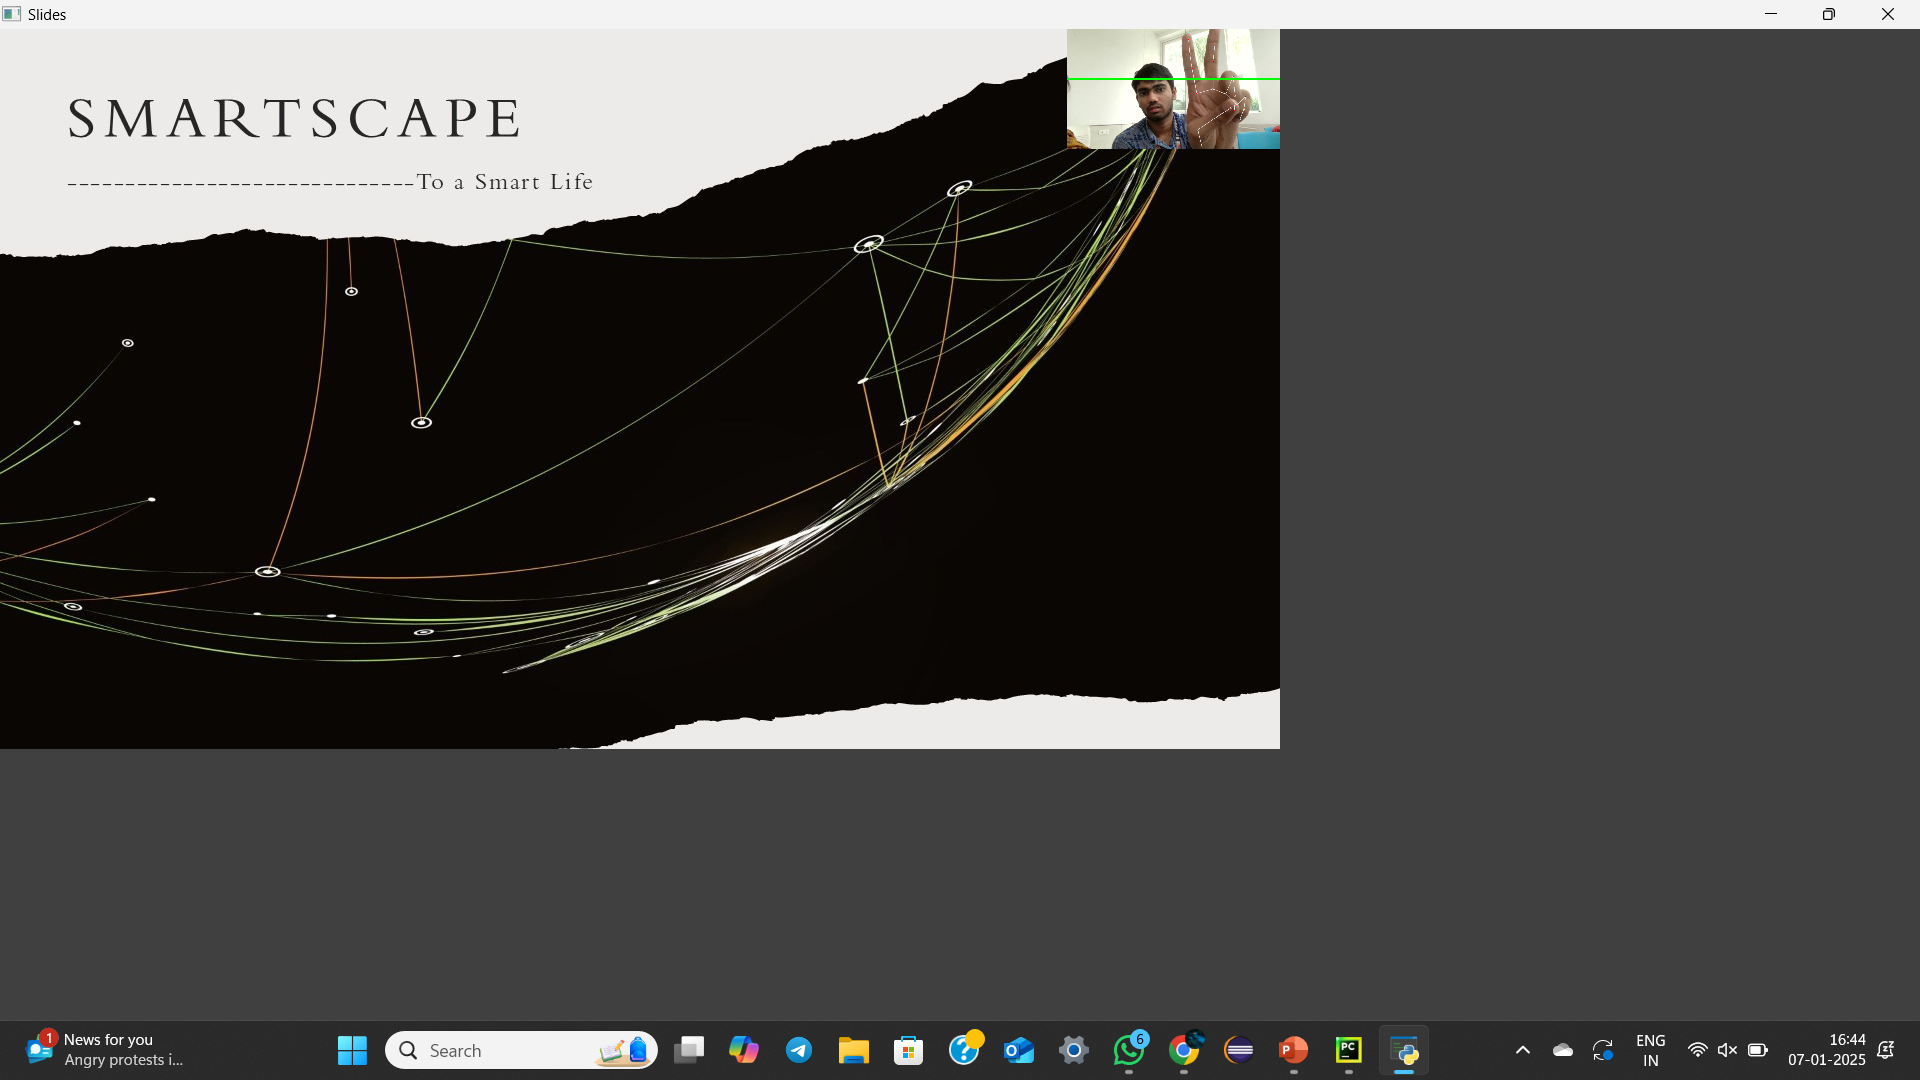 Slides
SMARTSCAPE
------------------------------To a Smart Life
1
News for you
Angry protests i...
Search
6
PC
ENG
IN
16:44
07-01-2025